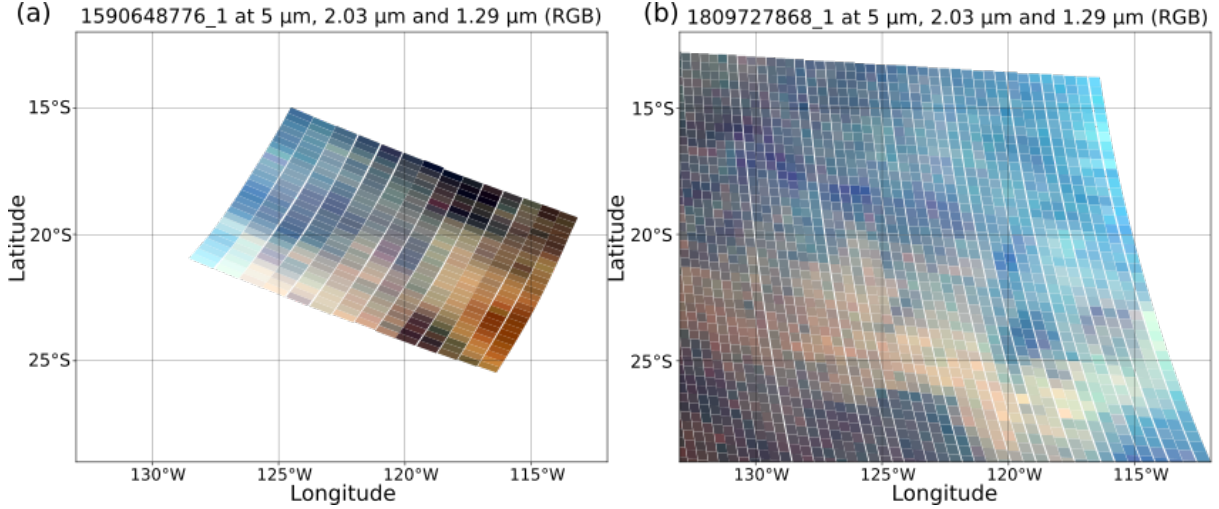 (a) 1590648776_1 at 5 µm, 2.03 µm and 1.29 µm (RGB)
15°S
20°S
25°S
Latitude
130°W 125°W 120°W 115°W
Longitude
(b) 1809727868_1 at 5 µm, 2.03 µm and 1.29 µm (RGB)
15°S
20°S
25°S
Latitude
130°W 125°W 120°W 115°W
Longitude